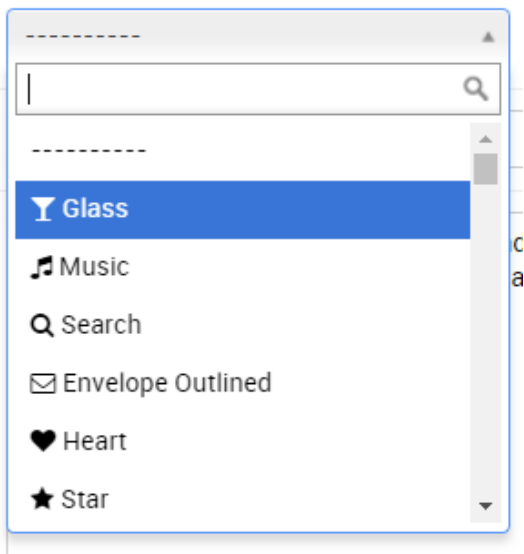 ----------
----------
Glass
Music
Search
Envelope Outlined
Heart
Star